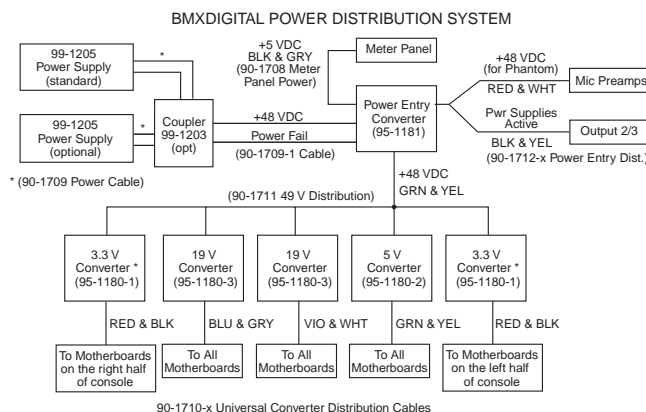 BMXDIGITAL POWER DISTRIBUTION SYSTEM
99-1205
Power Supply
(standard)
*
99-1205
Power Supply
(optional)
*
* (90-1709 Power Cable)
Coupler
99-1203
(opt)
+48 VDC
Power Fail
(90-1709-1 Cable)
+5 VDC
BLK & GRY
(90-1708 Meter
Panel Power)
Meter Panel
Power Entry
Converter
(95-1181)
+48 VDC
(for Phantom)
RED & WHT
Mic Preamps
Pwr Supplies
Active
BLK & YEL
Output 2/3
(90-1712-x Power Entry Dist.)
+48 VDC
GRN & YEL
(90-1711 49 V Distribution)
3.3 V
Converter *
(95-1180-1)
19 V
Converter
(95-1180-3)
19 V
Converter
(95-1180-3)
5 V
Converter
(95-1180-2)
3.3 V
Converter *
(95-1180-1)
RED & BLK
BLU & GRY
VIO & WHT
GRN & YEL
RED & BLK
To Motherboards
on the right half
of console
To All
Motherboards
To All
Motherboards
To All
Motherboards
To Motherboards
on the left half
of console
90-1710-x Universal Converter Distribution Cables